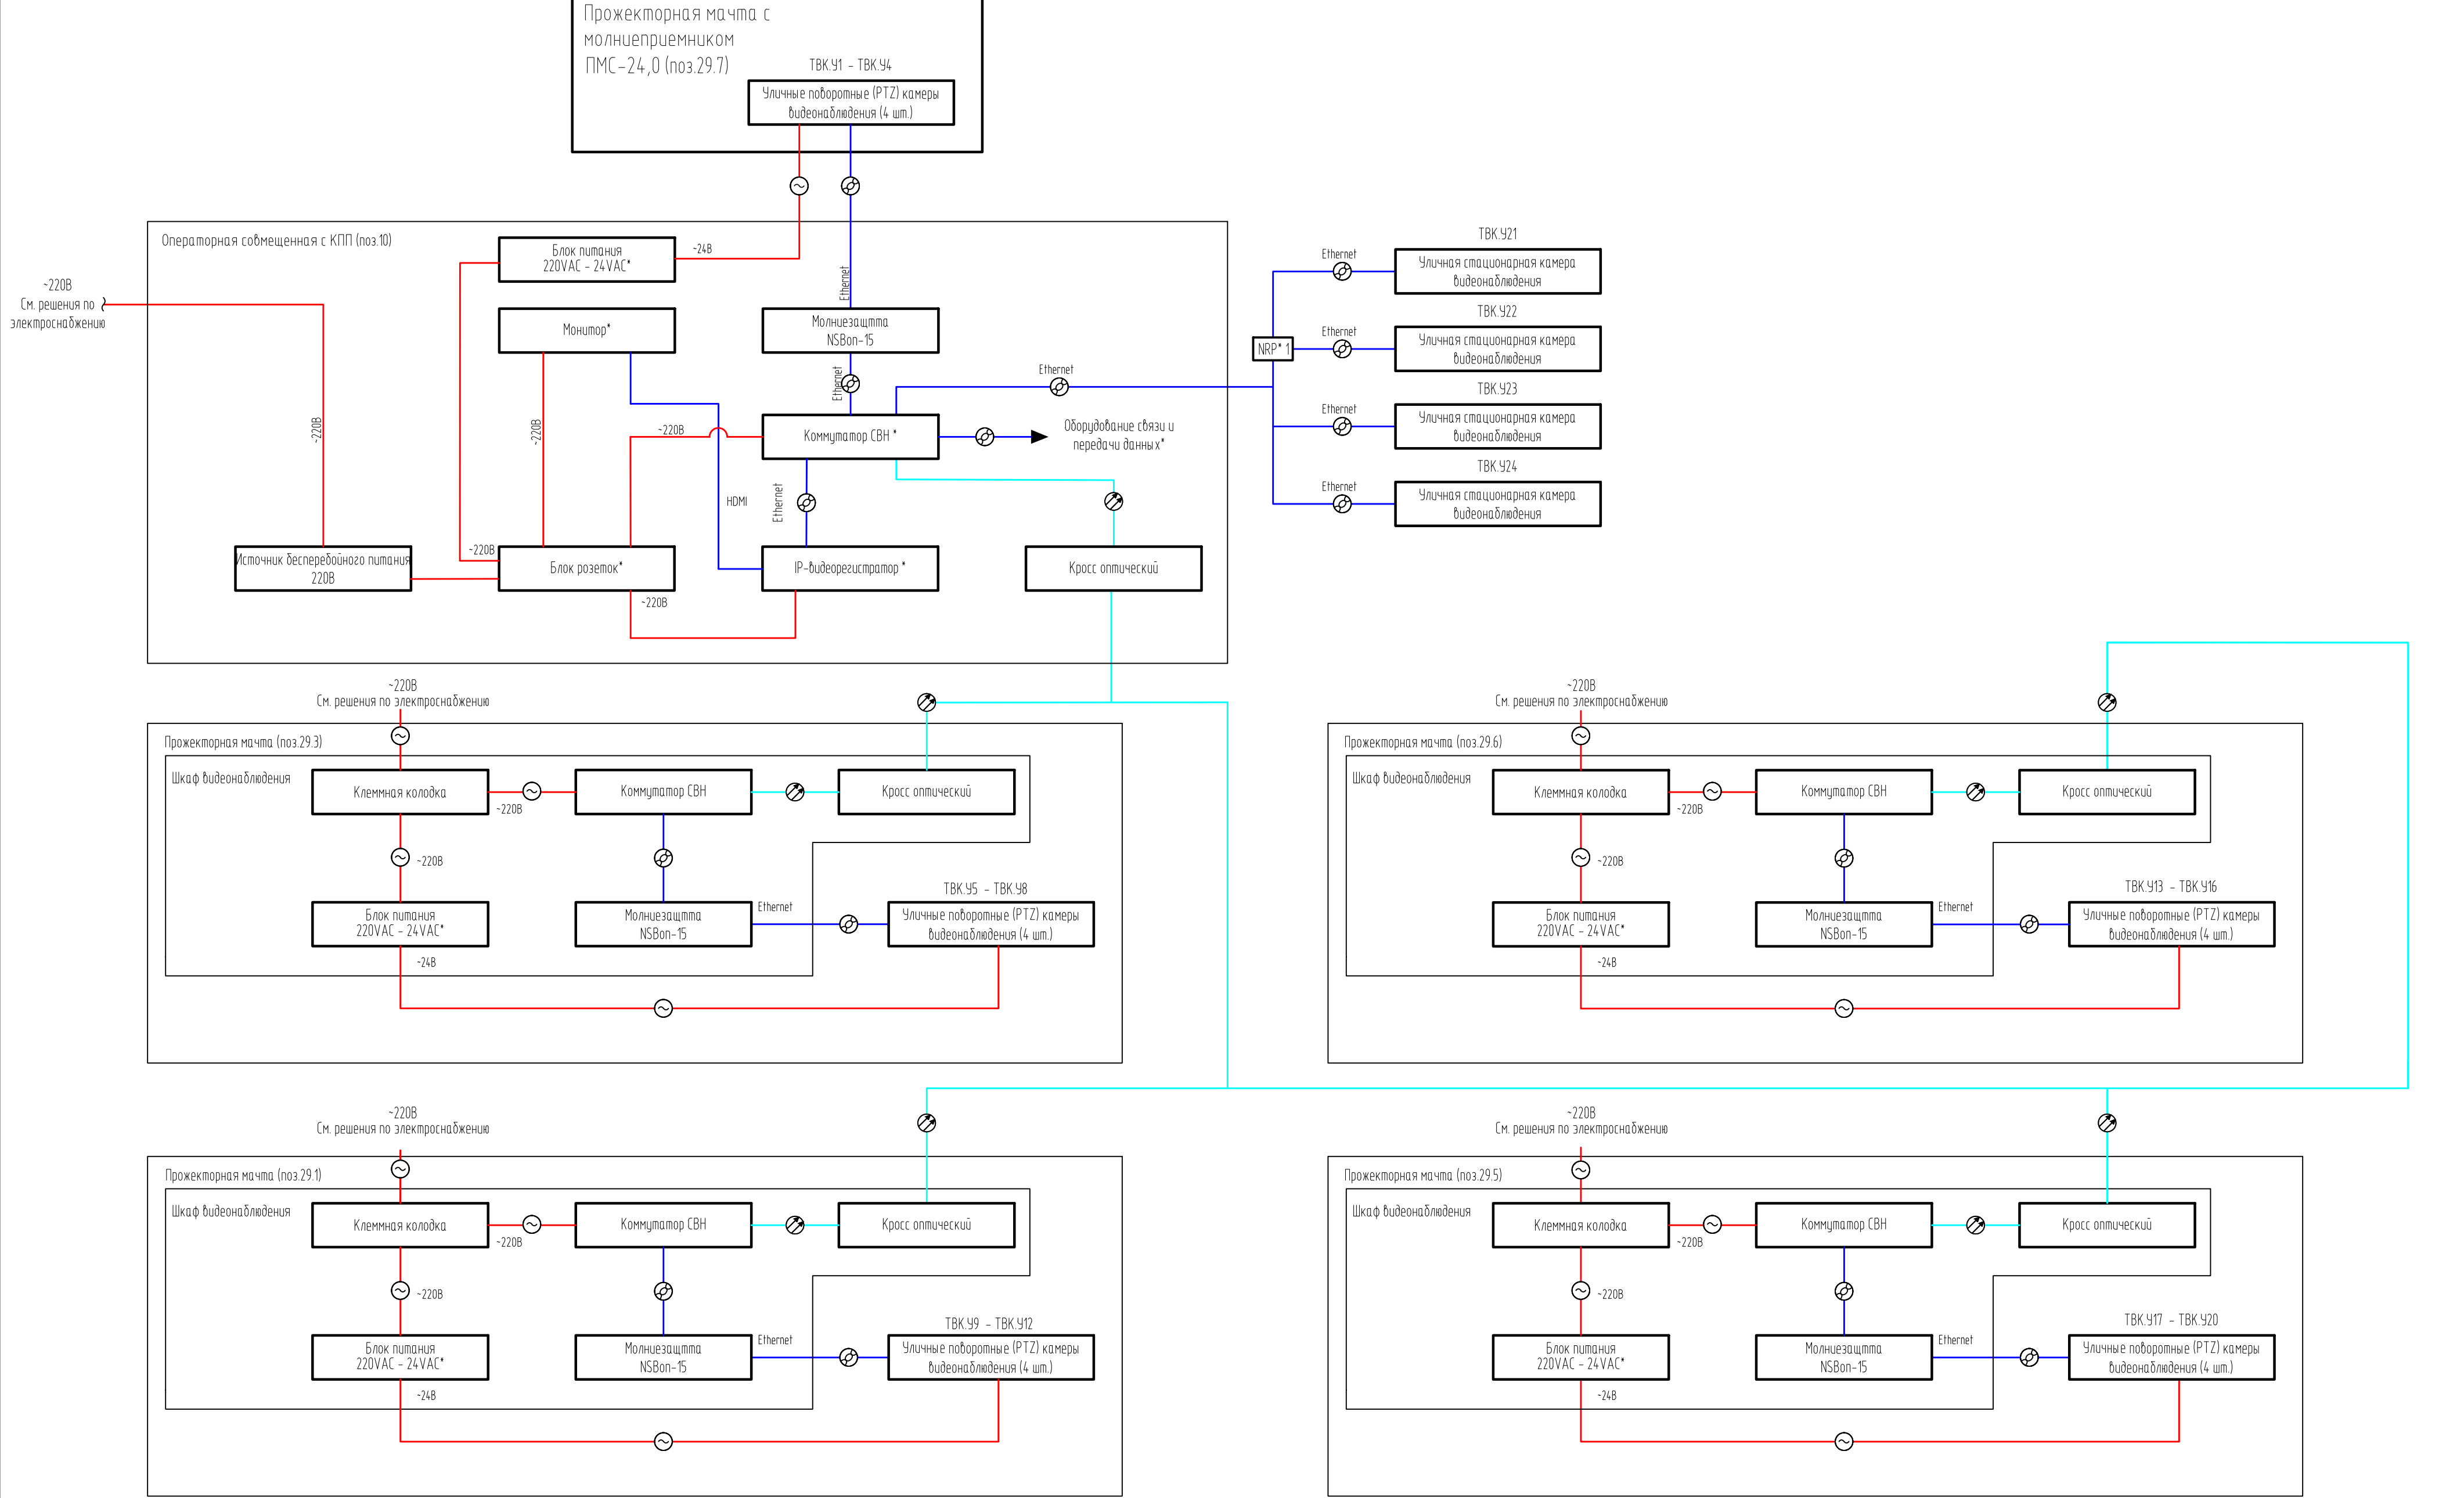 Прожекторная мачта с
молниеприемником
ПМС-24,0 (поз.29.7)
ТВК.У1 - ТВК.У4
Уличные поворотные (PTZ) камеры
видеонаблюдения (4 шт.)
Операторная совмещенная с КПП (поз.10)
~220В
См. решения по
электроснабжению
Блок питания
220VAC - 24VAC*
~24В
Ethernet
Монитор*
Молниезащтта
NSBon-15
Ethernet
~220В
~220В
~220В
Коммутатор СВН *
Ethernet
Оборудование связи и
передачи данных*
HDMI
Ethernet
~220В
Источник бесперебойного питания
220В
Блок розеток*
~220В
IP-видеорегистратор *
Кросс оптический
NRP* 1
Ethernet
ТВК.У21
Уличная стационарная камера
видеонаблюдения
Ethernet
ТВК.У22
Уличная стационарная камера
видеонаблюдения
Ethernet
ТВК.У23
Уличная стационарная камера
видеонаблюдения
Ethernet
ТВК.У24
Уличная стационарная камера
видеонаблюдения
~220В
См. решения по электроснабжению
Прожекторная мачта (поз.29.3)
Шкаф видеонаблюдения
Клеммная колодка
~220В
Коммутатор СВН
Кросс оптический
~220В
Блок питания
220VAC - 24VAC*
~24В
Молниезащтта
NSBon-15
Ethernet
ТВК.У5 - ТВК.У8
Уличные поворотные (PTZ) камеры
видеонаблюдения (4 шт.)
~220В
См. решения по электроснабжению
Прожекторная мачта (поз.29.6)
Шкаф видеонаблюдения
Клеммная колодка
~220В
Коммутатор СВН
Кросс оптический
~220В
Блок питания
220VAC - 24VAC*
~24В
Молниезащтта
NSBon-15
Ethernet
ТВК.У13 - ТВК.У16
Уличные поворотные (PTZ) камеры
видеонаблюдения (4 шт.)
~220В
См. решения по электроснабжению
Прожекторная мачта (поз.29.1)
Шкаф видеонаблюдения
Клеммная колодка
~220В
Коммутатор СВН
Кросс оптический
~220В
Блок питания
220VAC - 24VAC*
~24В
Молниезащтта
NSBon-15
Ethernet
ТВК.У9 - ТВК.У12
Уличные поворотные (PTZ) камеры
видеонаблюдения (4 шт.)
~220В
См. решения по электроснабжению
Прожекторная мачта (поз.29.5)
Шкаф видеонаблюдения
Клеммная колодка
~220В
Коммутатор СВН
Кросс оптический
~220В
Блок питания
220VAC - 24VAC*
~24В
Молниезащтта
NSBon-15
Ethernet
ТВК.У17 - ТВК.У20
Уличные поворотные (PTZ) камеры
видеонаблюдения (4 шт.)